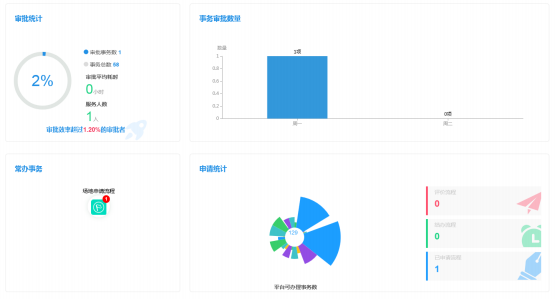 审批统计
2%
审批事务数 1
事务总数 88
审批平均耗时
0小时
服务人数
1人
审批效率超过1.20%的审批者
事务审批数量
数量
1
0.8
0.6
0.4
0.2
0
1项
0项
周一
周二
常办事务
场地申请流程
1
申请统计
129
平台可办理事务数
0
0
已申请流程
1